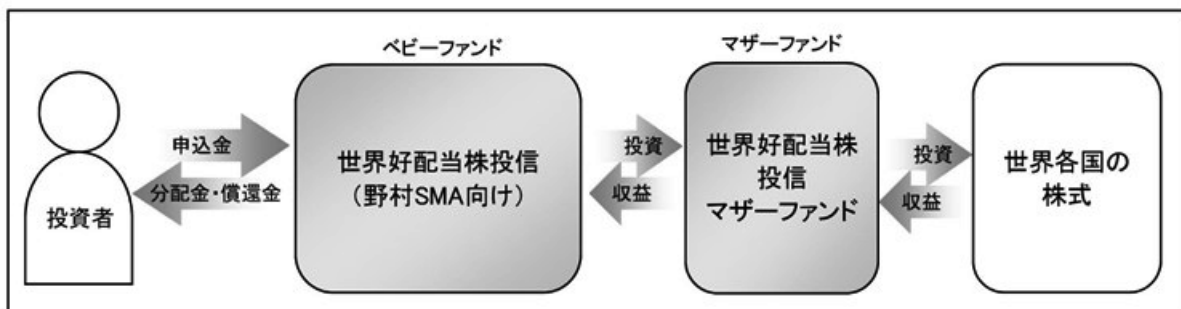 ベビーファンド
マザーファンド
申込金
分配金・償還金
投資者
世界好配当株投信
(野村SMA向け)
投資
収益
世界好配当株
投信
マザーファンド
投資
収益
世界各国の
株式